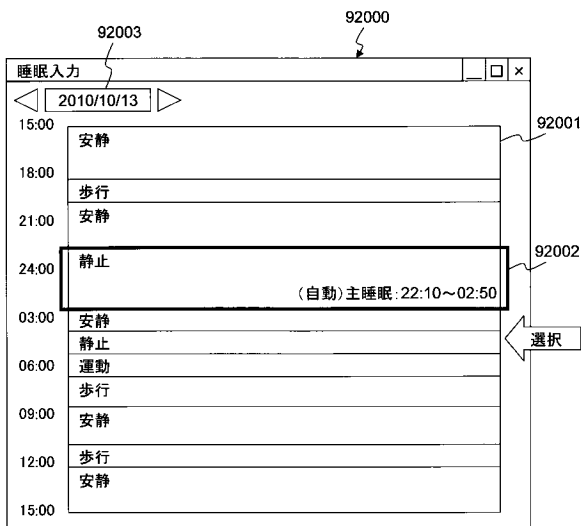 92000
92003
睡眠入力
2010/10/13
15:00
92001
安静
18:00
歩行
21:00
安静
92002
24:00
静止
(自動)主睡眠:22:10～02:50
03:00
安静
静止
選択
06:00
運動
歩行
09:00
安静
12:00
歩行
安静
15:00